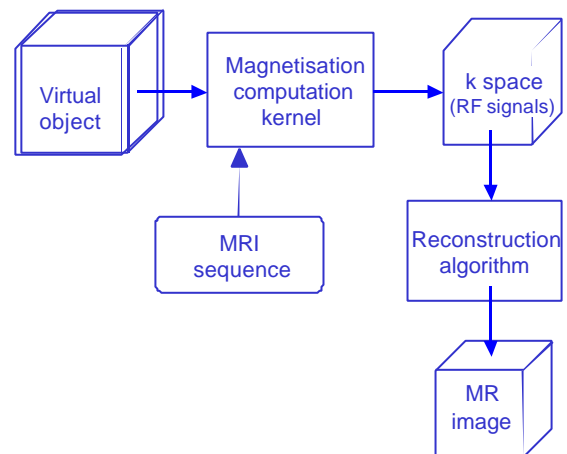 Virtual
object
Magnetisation
computation
kernel
k space
(RF signals)
MRI
sequence
Reconstruction
algorithm
MR
image